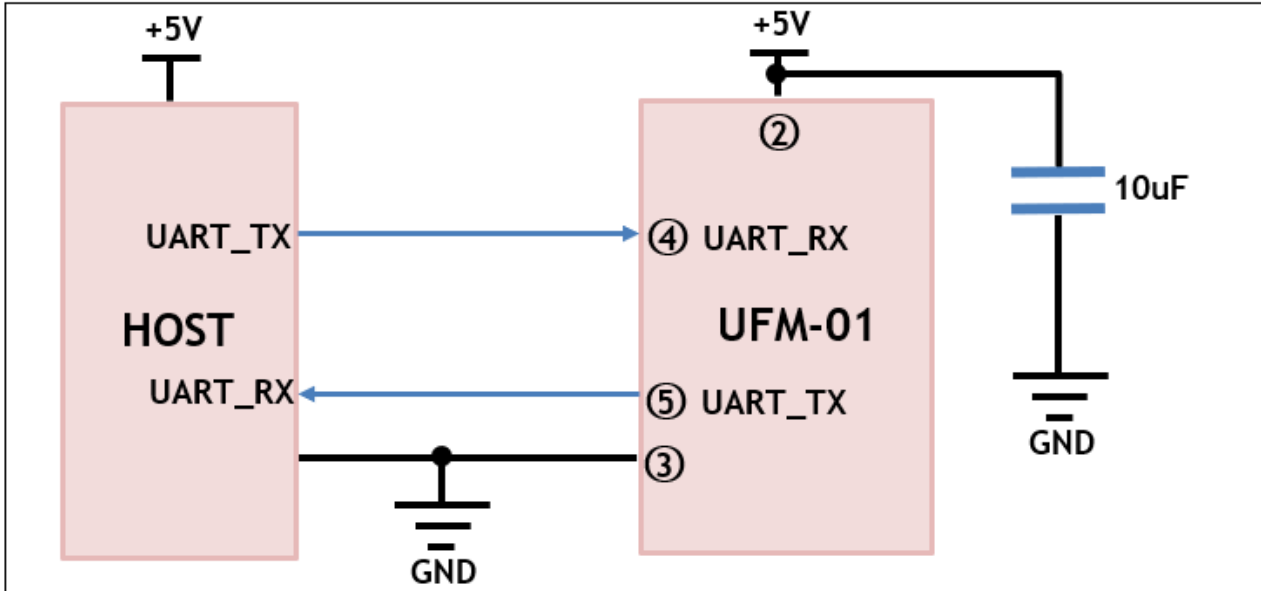 +5V
+5V
②
10uF
UART_TX
④ UART_RX
HOST
UFM-01
UART_RX
⑤ UART_TX
③
GND
GND